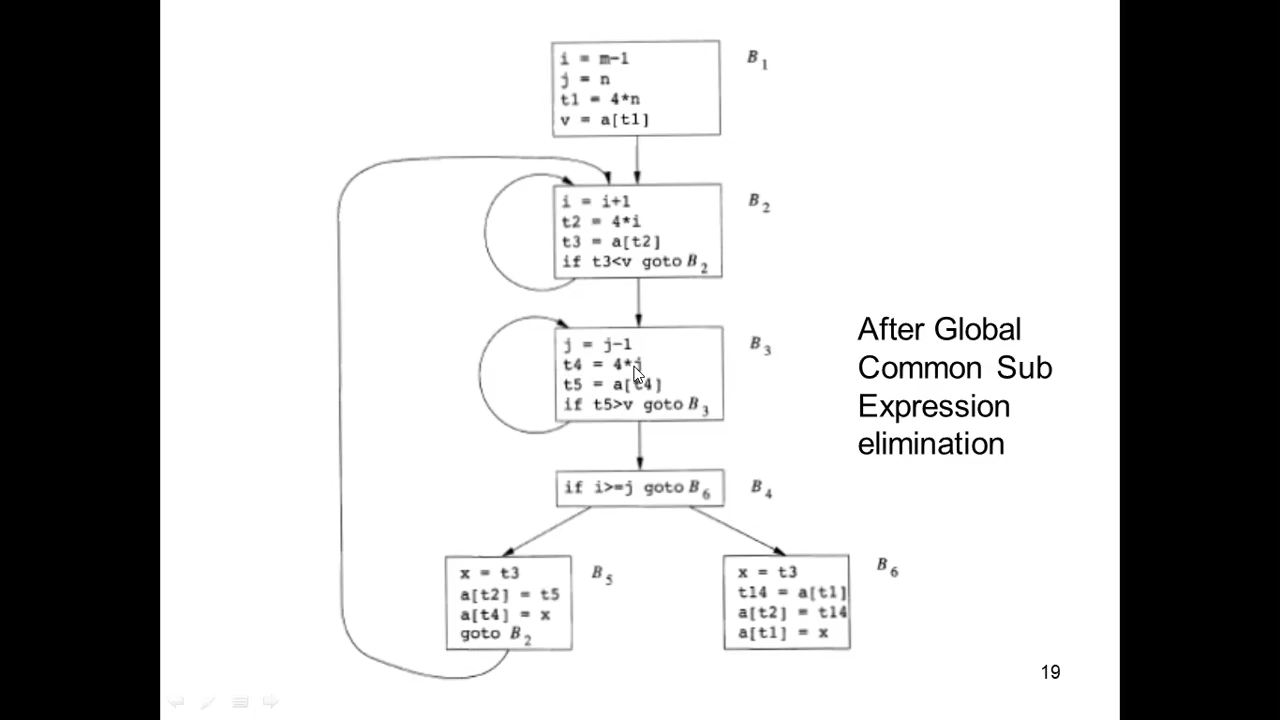 i = m-1
j = n
t1 = 4*n
v = a[t1]
B1
i = i+1
t2 = 4*i
t3 = a[t2]
if t3<v goto B2
B2
j = j-1
t4 = 4*j
t5 = a[t4]
if t5>v goto B3
B3
After Global
Common Sub
Expression
elimination
if i>=j goto B6
B4
x = t3
a[t2] = t5
a[t4] = x
goto B2
B5
x = t3
t14 = a[t1]
a[t2] = t14
a[t1] = x
B6
19